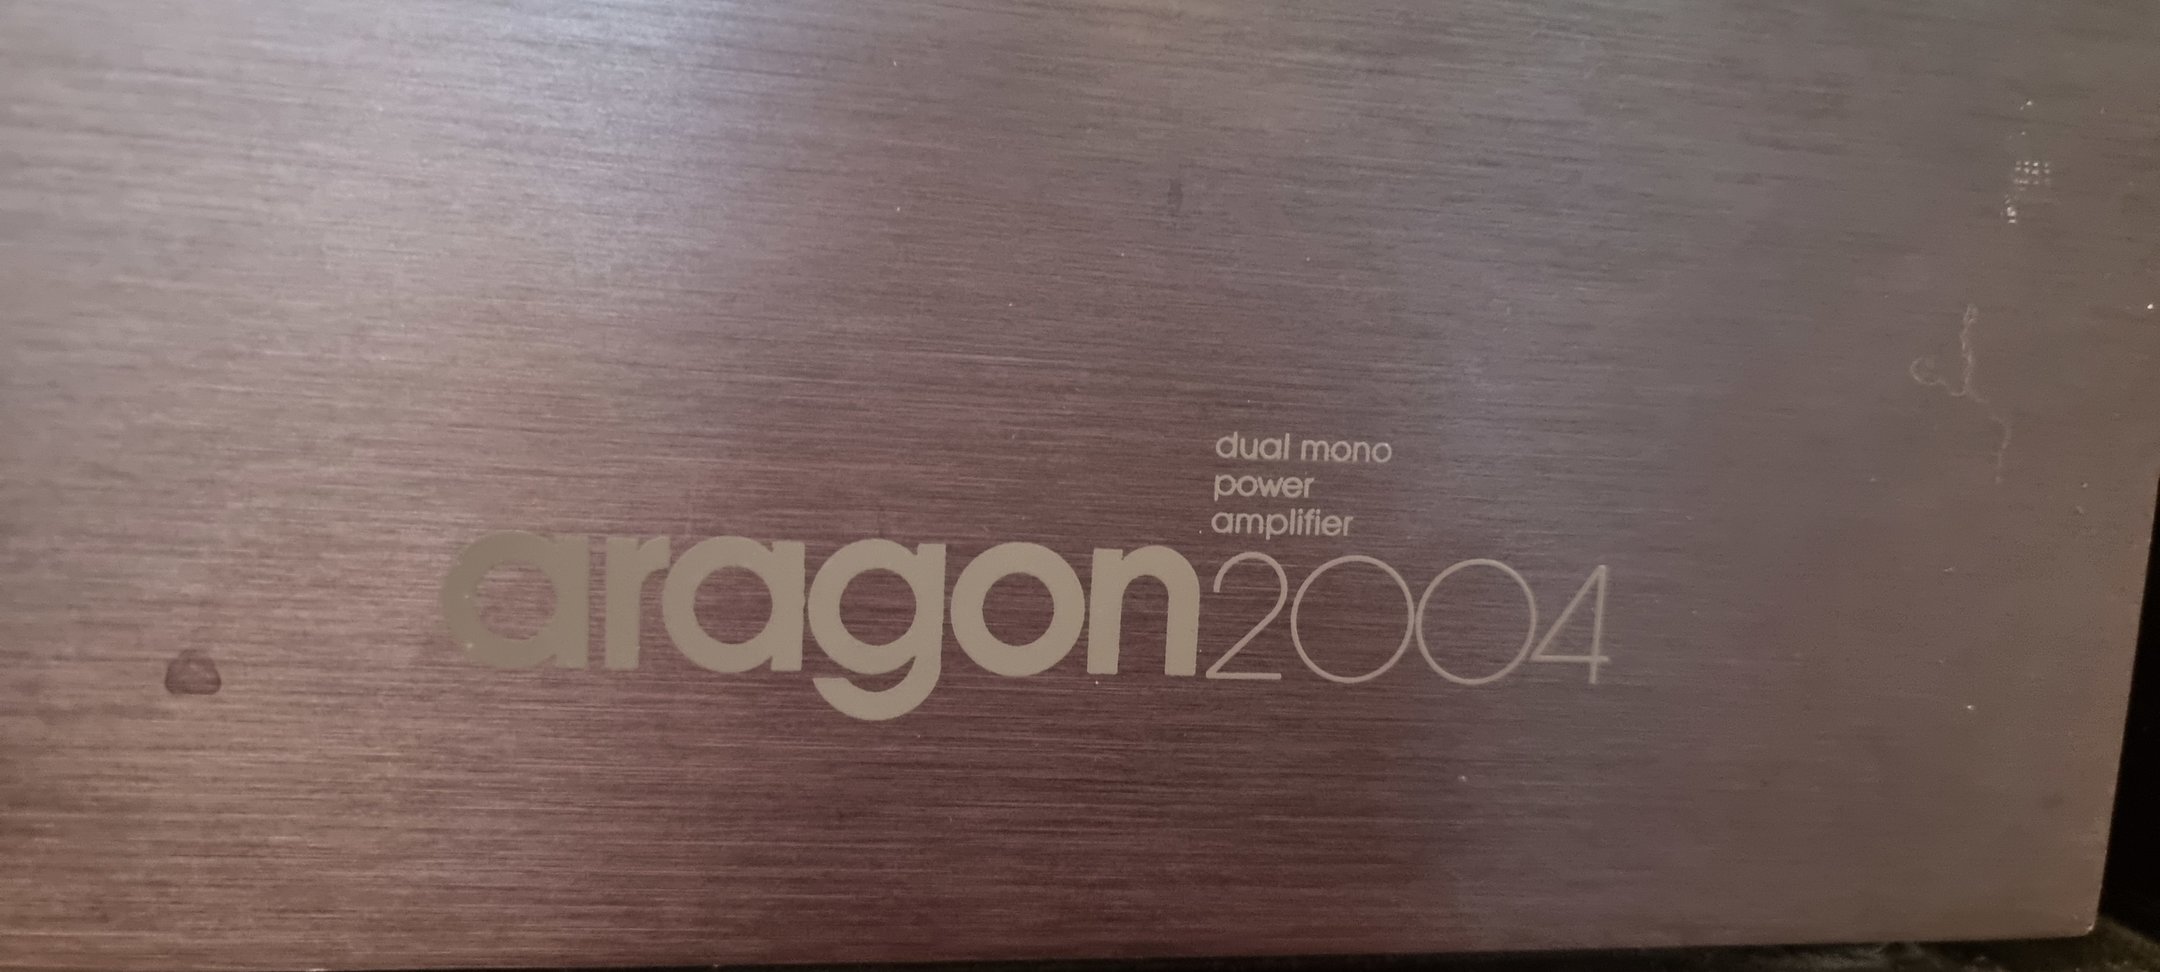 dual mono
power
amplifier
aragon2004